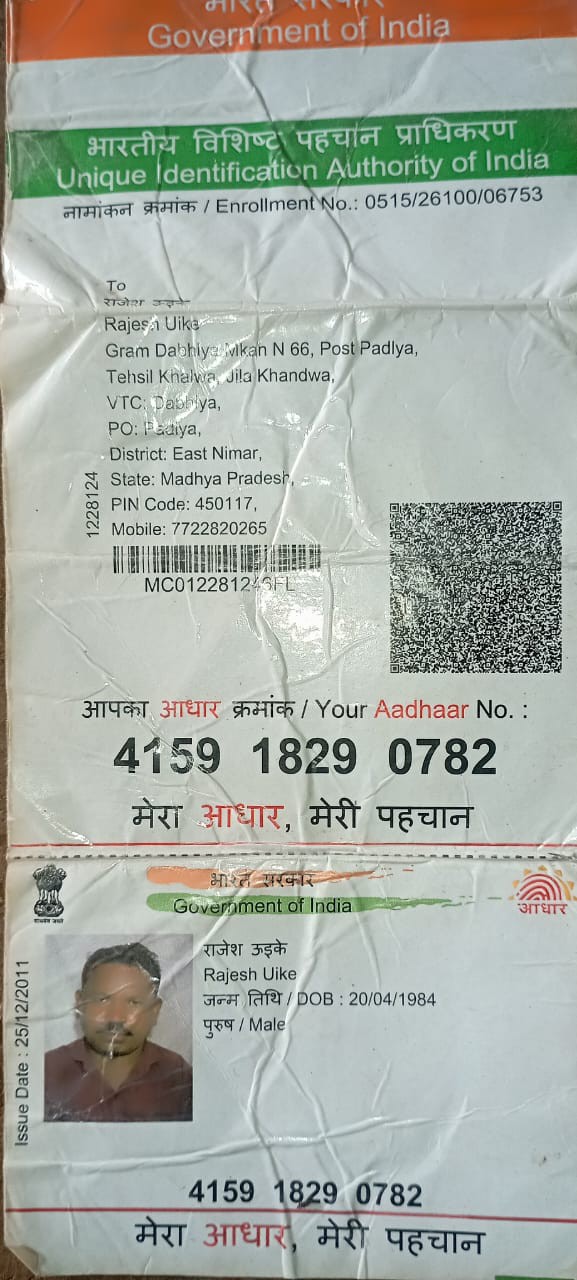 भारत सरकार
Government of India
भारतीय विशिष्ट पहचान प्राधिकरण
Unique Identification Authority of India
नामांकन क्रमांक / Enrollment No.: 0515/26100/06753
To
राजेश उइके
Rajesh Uike
Gram Dabhiya Mkan N 66, Post Padlya,
Tehsil Khalwa, Jila Khandwa,
VTC: Dabhiya,
PO:
District: East Nimar,
State: Madhya Pradesh,
PIN Code: 450117,
Mobile: 7722820265
1228124
आपका आधार क्रमांक / Your Aadhaar No. :
4159 1829 0782
मेरा आधार, मेरी पहचान
भारत सरकार
Government of India
आधार
Issue Date : 25/12/2011
राजेश उइके
Rajesh Uike
जन्म तिथि / DOB : 20/04/1984
पुरुष / Male
4159 1829 0782
मेरा आधार, मेरी पहचान